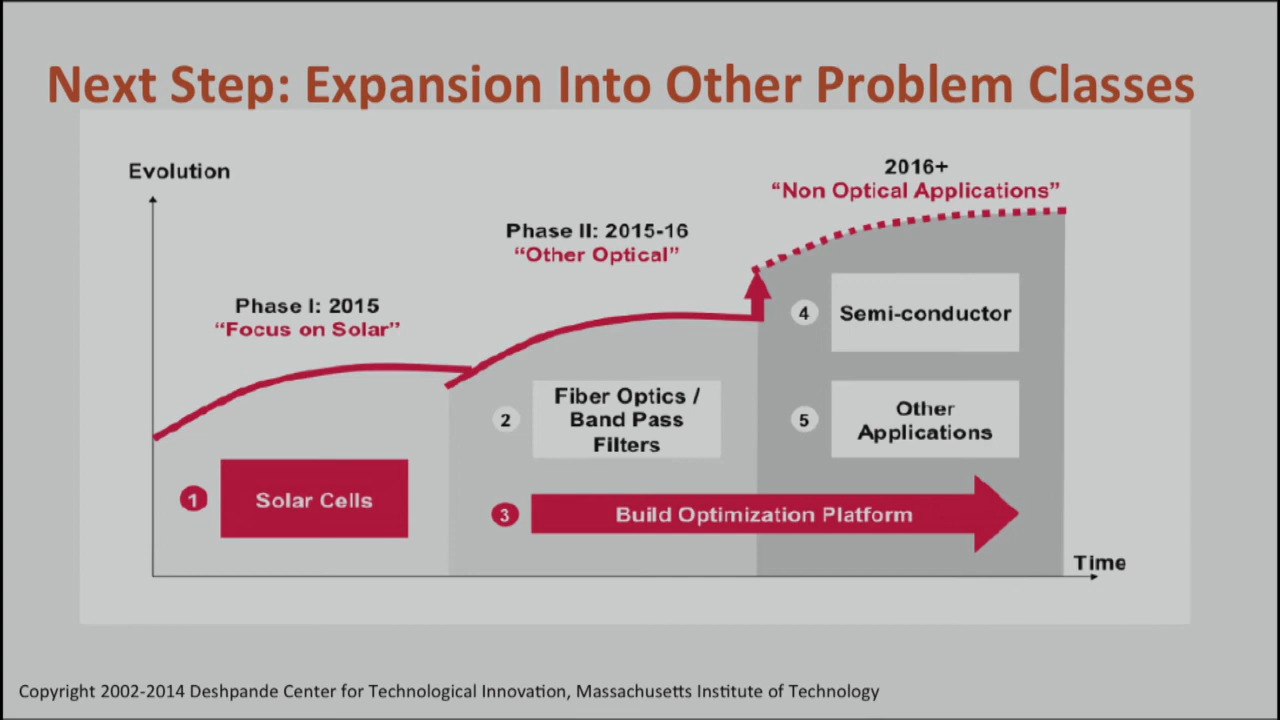 Next Step: Expansion Into Other Problem Classes
Evolution
2016+
“Non Optical Applications”
Phase II: 2015-16
“Other Optical”
Phase I: 2015
“Focus on Solar”
4
Semi-conductor
2
Fiber Optics /
Band Pass
Filters
5
Other
Applications
1
Solar Cells
3
Build Optimization Platform
Time
Copyright 2002-2014 Deshpande Center for Technological Innovation, Massachusetts Institute of Technology